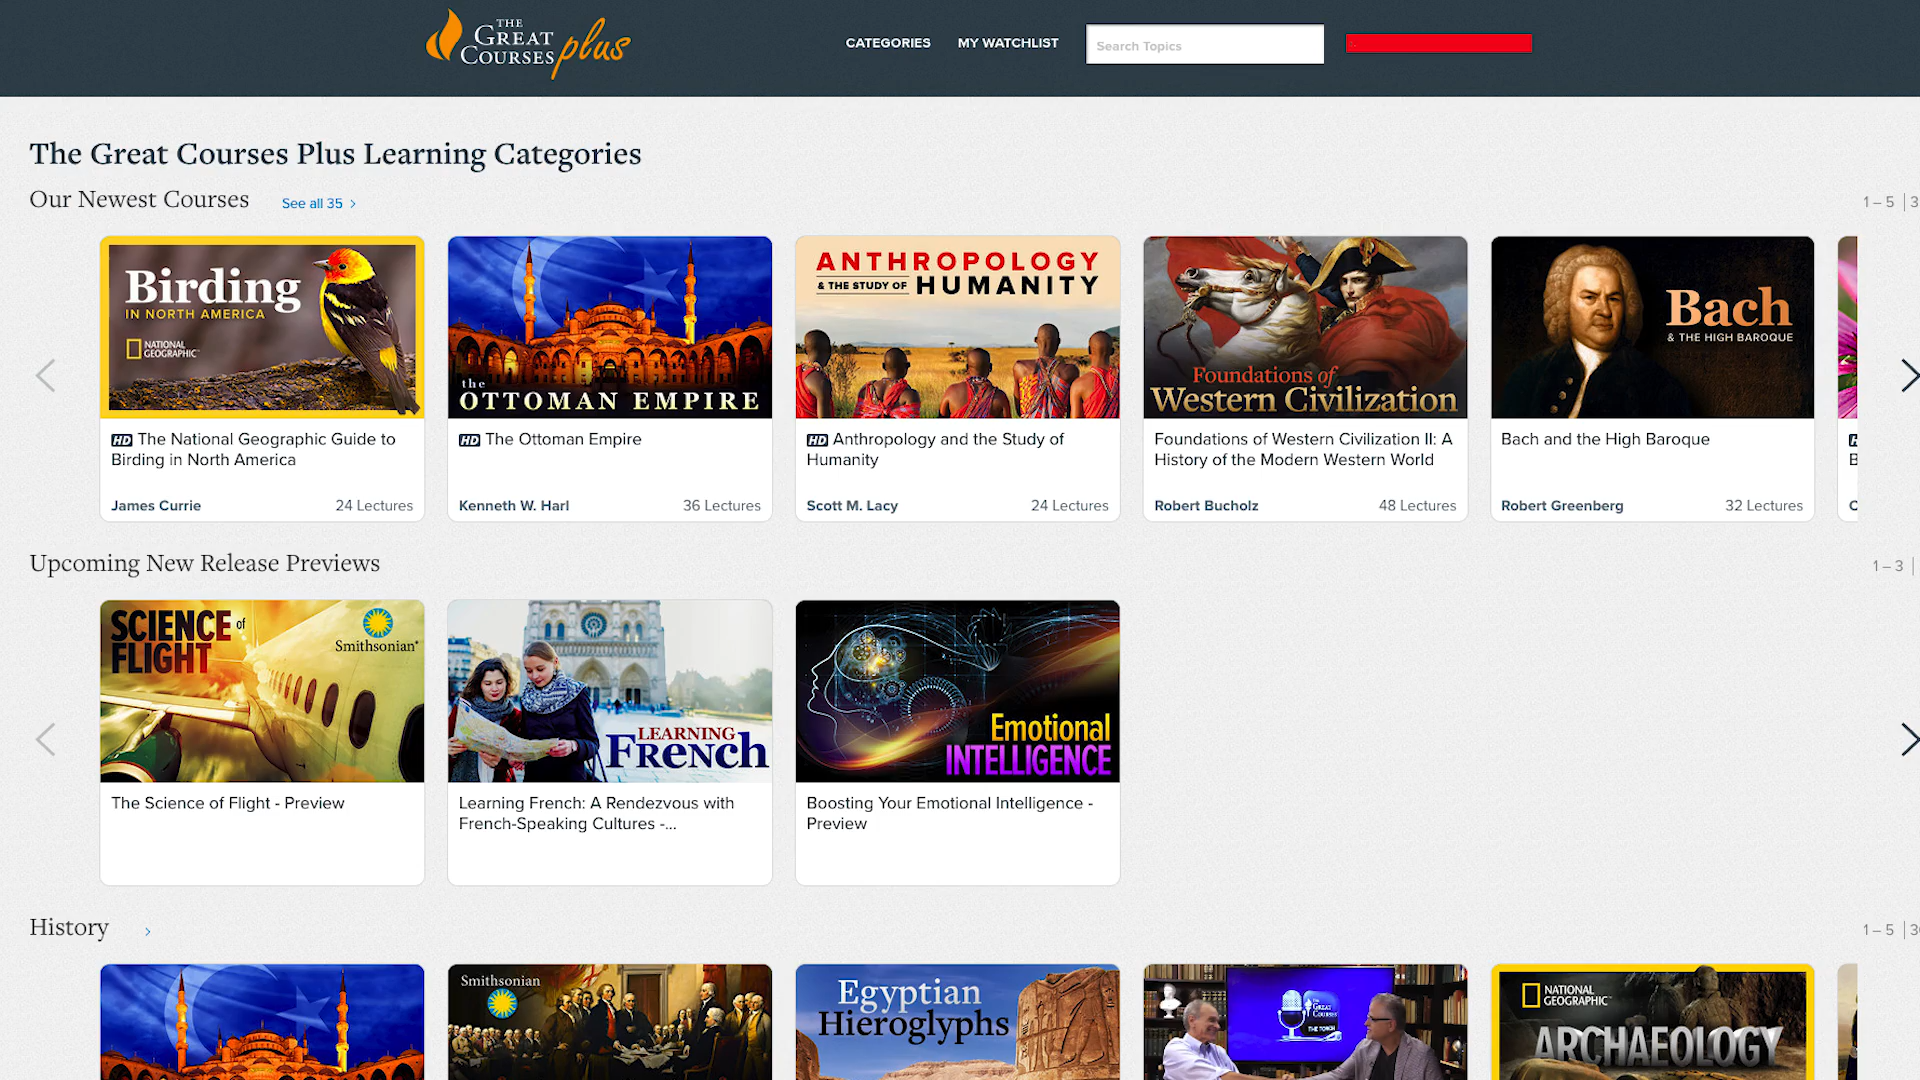 THE
GREAT
COURSES plus
CATEGORIES
MY WATCHLIST
Search Topics
The Great Courses Plus Learning Categories
Our Newest Courses
See all 35 >
1 – 5 | 3
Birding
IN NORTH AMERICA
NATIONAL
GEOGRAPHIC
the
OTTOMAN EMPIRE
ANTHROPOLOGY
& THE STUDY OF HUMANITY
Foundations of
Western Civilization
Bach
& THE HIGH BAROQUE
HD The National Geographic Guide to
Birding in North America
James Currie
24 Lectures
HD The Ottoman Empire
Kenneth W. Harl
36 Lectures
HD Anthropology and the Study of
Humanity
Scott M. Lacy
24 Lectures
Foundations of Western Civilization II: A
History of the Modern Western World
Robert Bucholz
48 Lectures
Bach and the High Baroque
Robert Greenberg
32 Lectures
B
Upcoming New Release Previews
1 – 3 |
SCIENCE of
FLIGHT
Smithsonian
LEARNING
French
Emotional
INTELLIGENCE
The Science of Flight - Preview
Learning French: A Rendezvous with
French-Speaking Cultures -...
Boosting Your Emotional Intelligence -
Preview
History >
1 – 5 | 3
Smithsonian
Egyptian
Hieroglyphs
THE
GREAT
COURSES
THE TORCH
NATIONAL
GEOGRAPHIC
ARCHAEOLOGY